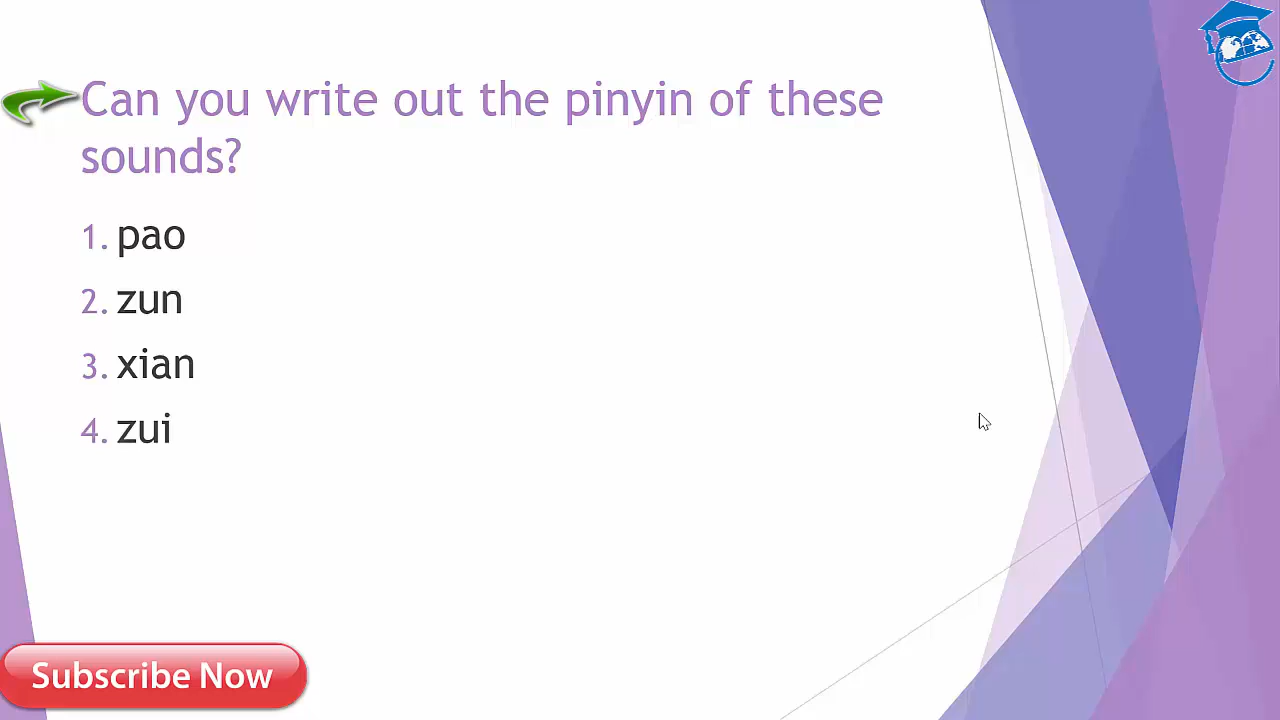 Can you write out the pinyin of these
sounds?
1. pao
2. zun
3. xian
4. zui
Subscribe Now